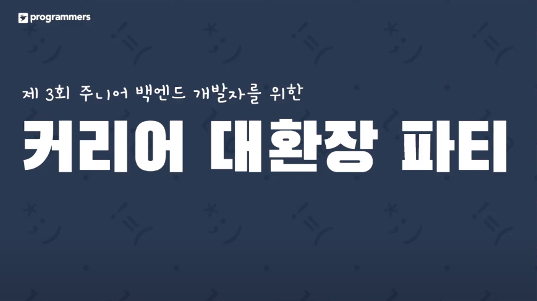 programmers
제 3회 주니어 백엔드 개발자를 위한
커리어 대환장 파티